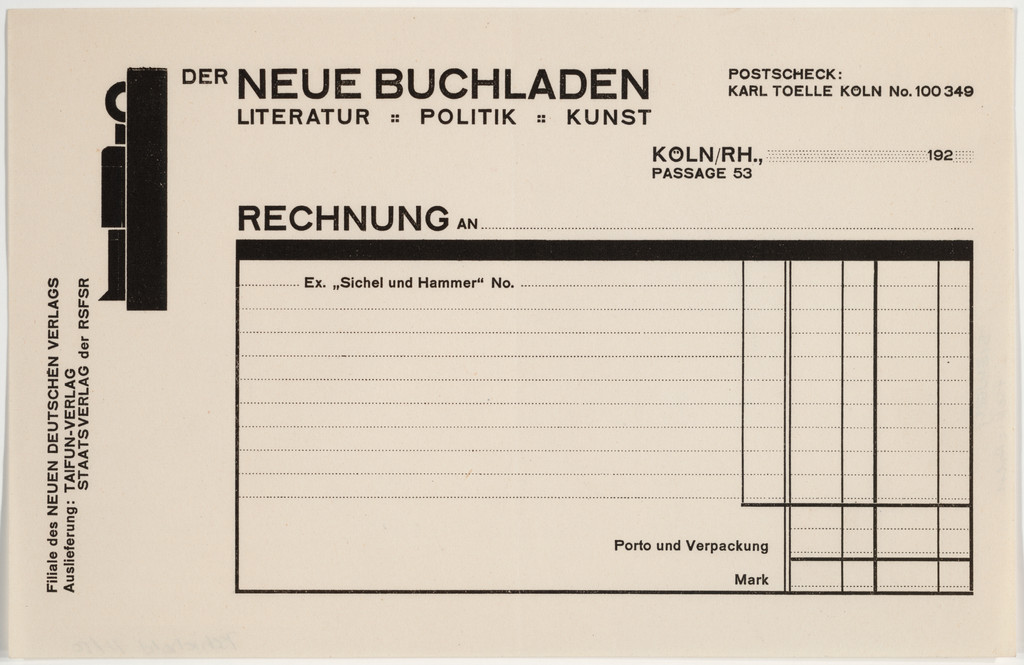 DER NEUE BUCHLADEN
LITERATUR :: POLITIK :: KUNST
POSTSCHECK:
KARL TOELLE KÖLN No. 100 349
KÖLN/RH., 192
PASSAGE 53
RECHNUNG AN
Ex. „Sichel und Hammer“ No.
Porto und Verpackung
Mark
Filiale des NEUEN DEUTSCHEN VERLAGS
Auslieferung: TAIFUN-VERLAG
STAATSVERLAG der RSFSR